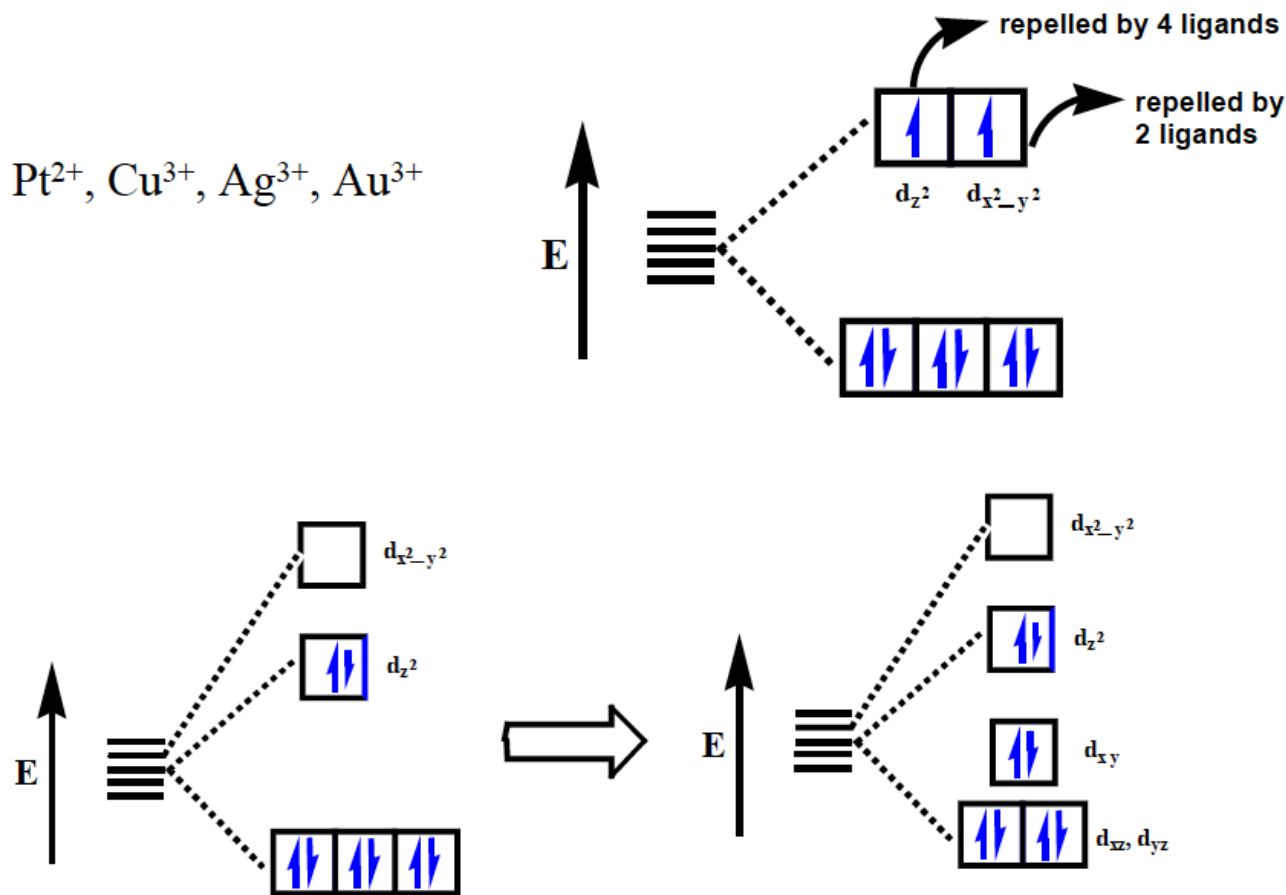 repelled by 4 ligands
repelled by
2 ligands
Pt²⁺, Cu³⁺, Ag³⁺, Au³⁺
E
d_z² d_x²–y²
d_x²–y²
d_z²
E
d_x²–y²
d_z²
E
d_xy
d_xz, d_yz